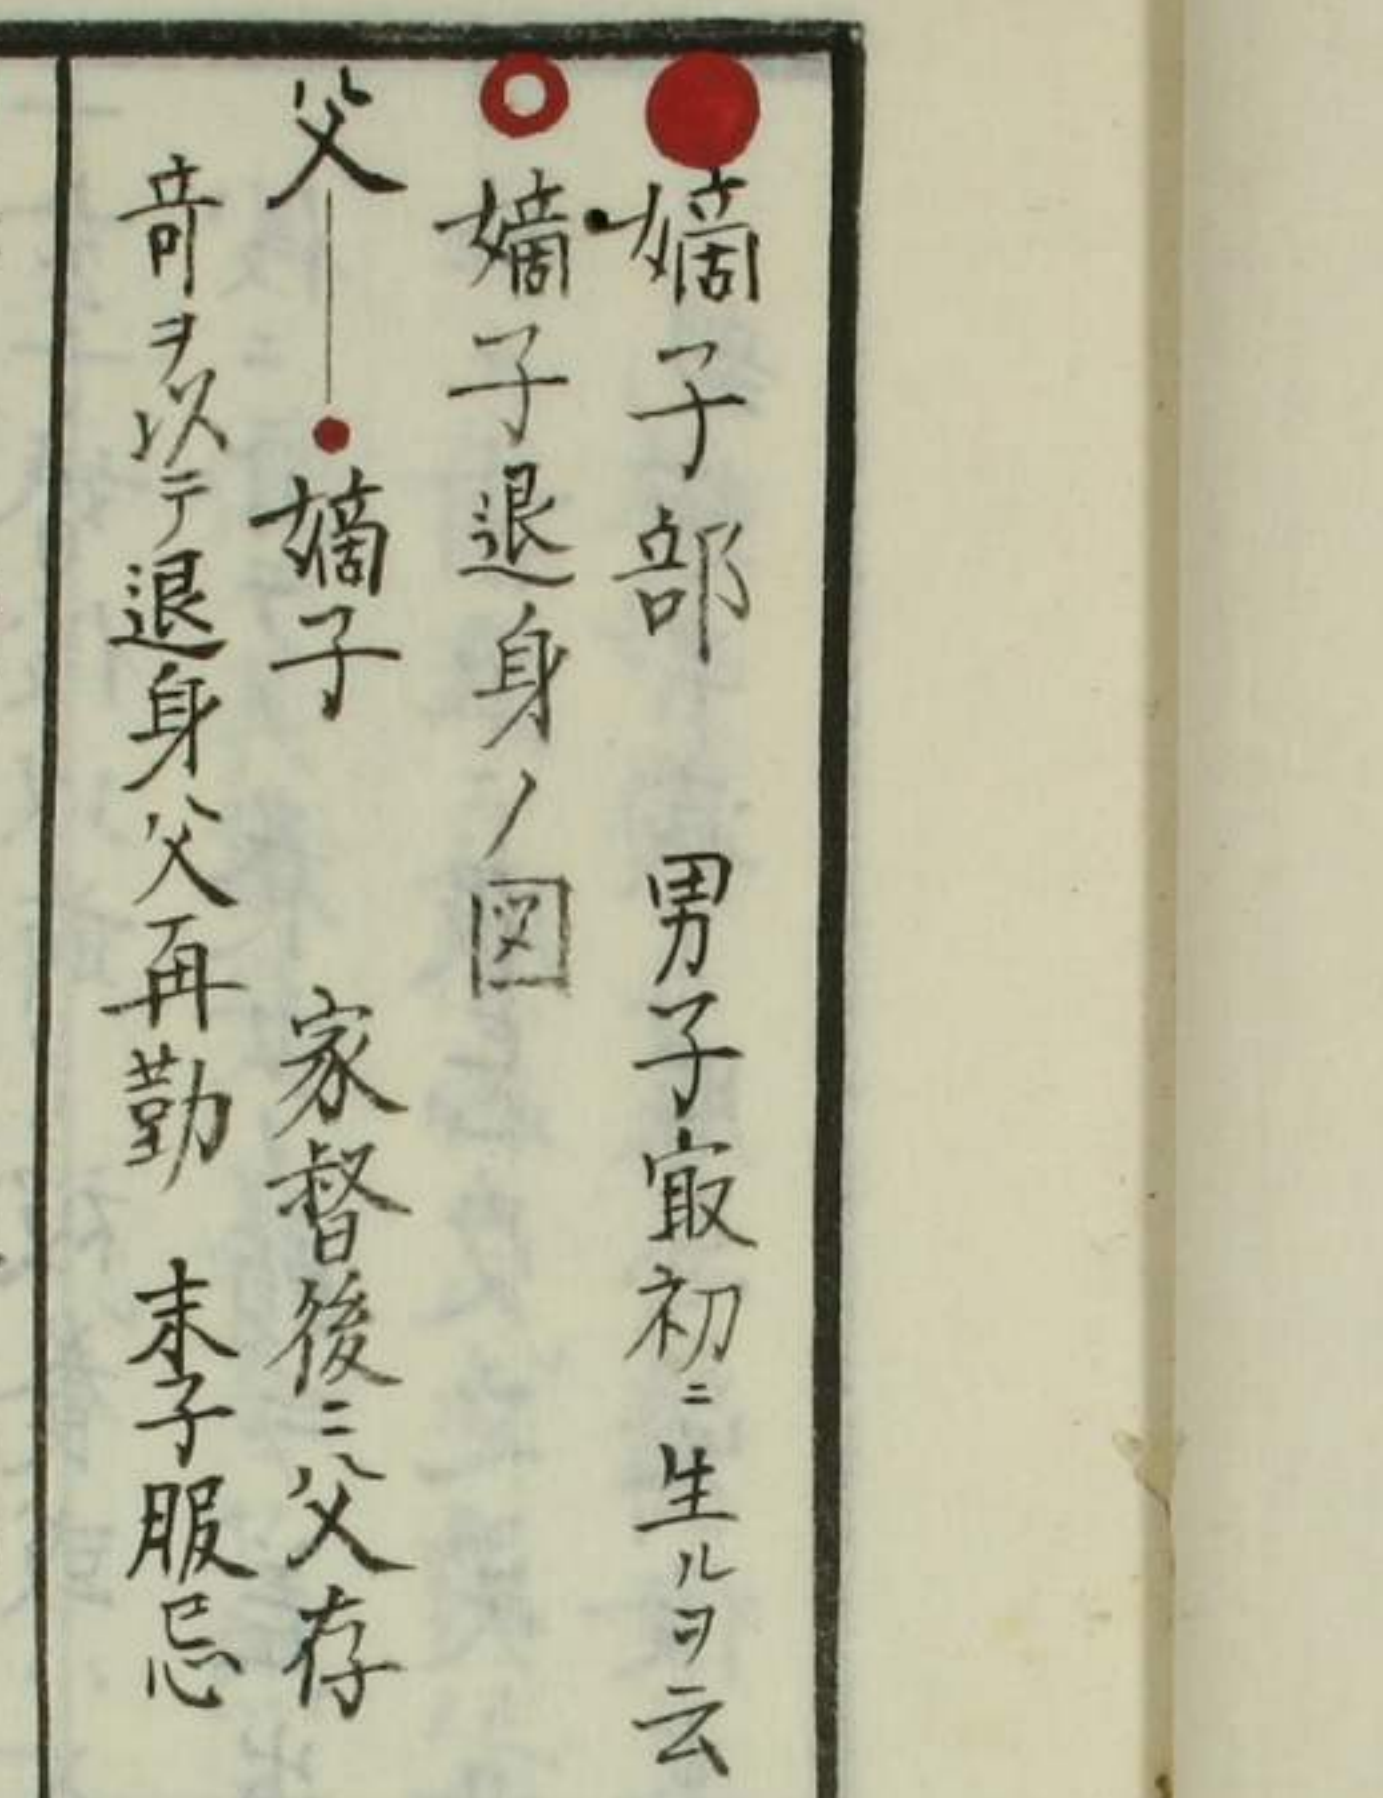 嫡子部　男子㝡初ニ生ルヲ云
嫡子退身ノ図
父　嫡子　家督後ニ父存
寄ヲ以テ退身父再勤　末子服忌